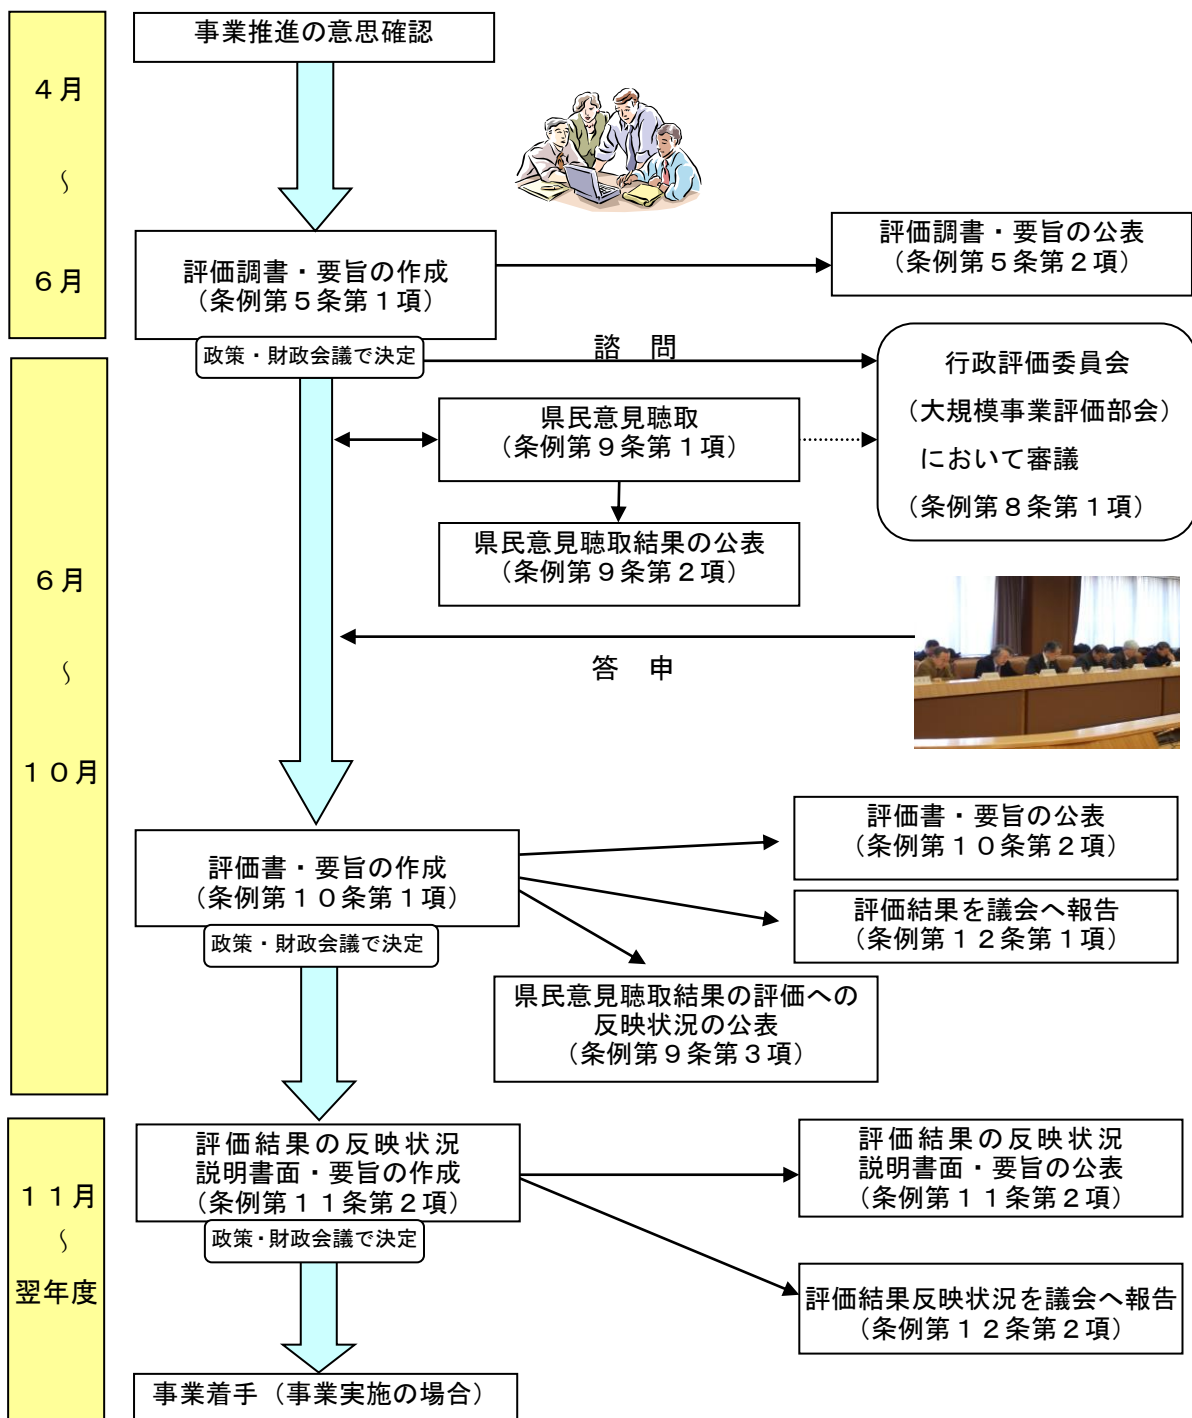 ４月
～
６月
事業推進の意思確認
評価調書・要旨の作成
（条例第５条第１項）
政策・財政会議で決定
評価調書・要旨の公表
（条例第５条第２項）
諮　問
行政評価委員会
（大規模事業評価部会）
において審議
（条例第８条第１項）
県民意見聴取
（条例第９条第１項）
県民意見聴取結果の公表
（条例第９条第２項）
６月
～
１０月
答　申
評価書・要旨の作成
（条例第１０条第１項）
政策・財政会議で決定
評価書・要旨の公表
（条例第１０条第２項）
評価結果を議会へ報告
（条例第１２条第１項）
県民意見聴取結果の評価への
反映状況の公表
（条例第９条第３項）
１１月
～
翌年度
評価結果の反映状況
説明書面・要旨の作成
（条例第１１条第２項）
政策・財政会議で決定
評価結果の反映状況
説明書面・要旨の公表
（条例第１１条第２項）
評価結果反映状況を議会へ報告
（条例第１２条第２項）
事業着手（事業実施の場合）